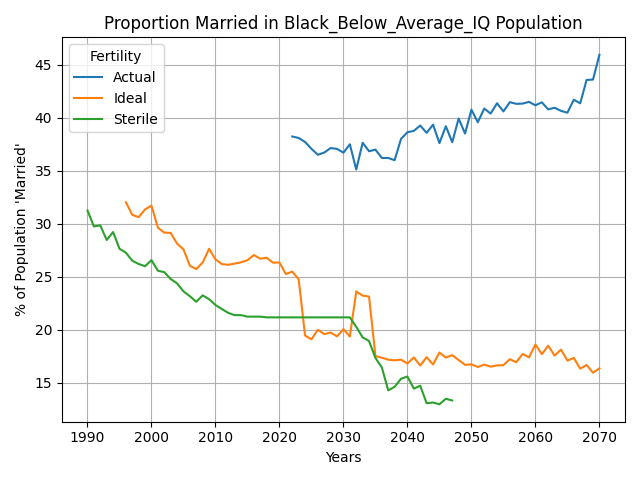 Proportion Married in Black_Below_Average_IQ Population
% of Population 'Married'
Fertility
Actual
Ideal
Sterile
45
40
35
30
25
20
15
1990 2000 2010 2020 2030 2040 2050 2060 2070
Years